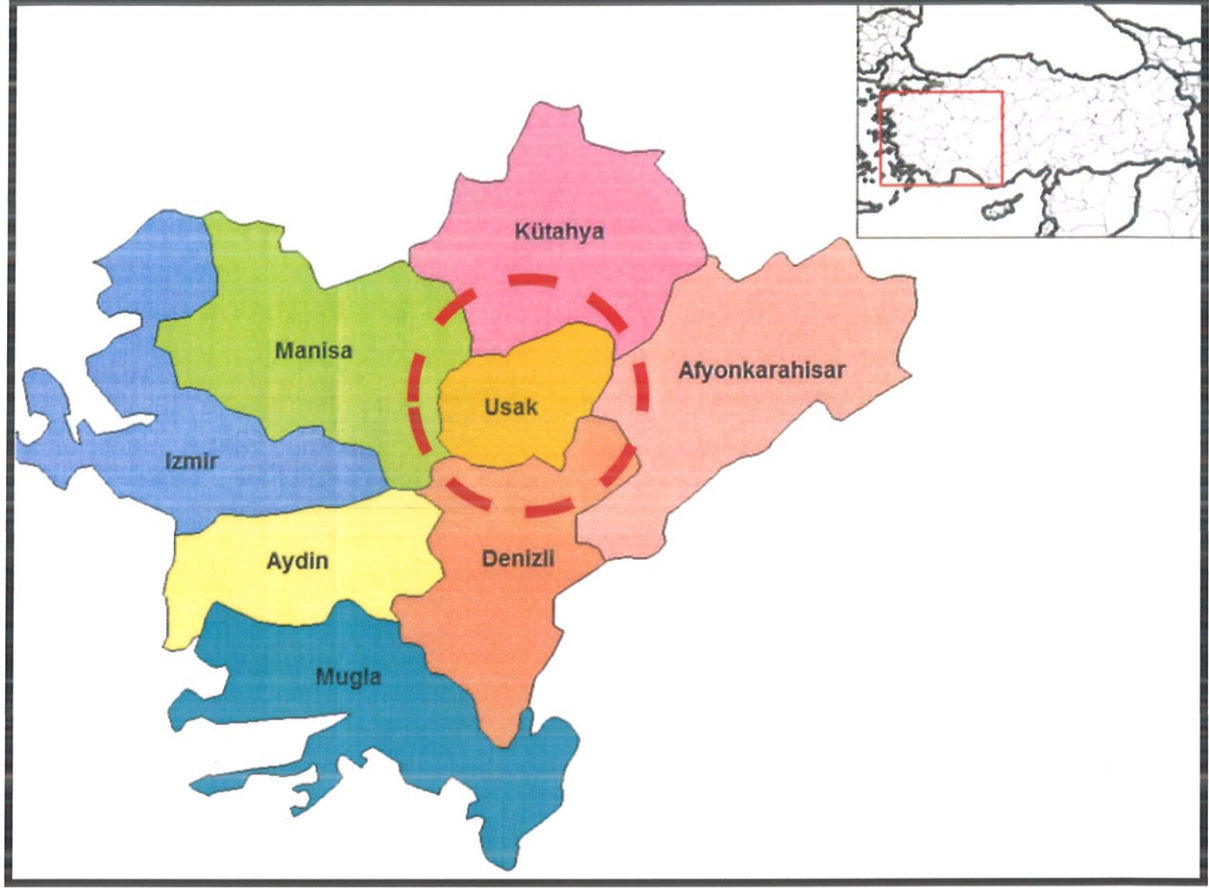 Kütahya
Manisa
Afyonkarahisar
Usak
Izmir
Aydin
Denizli
Mugla